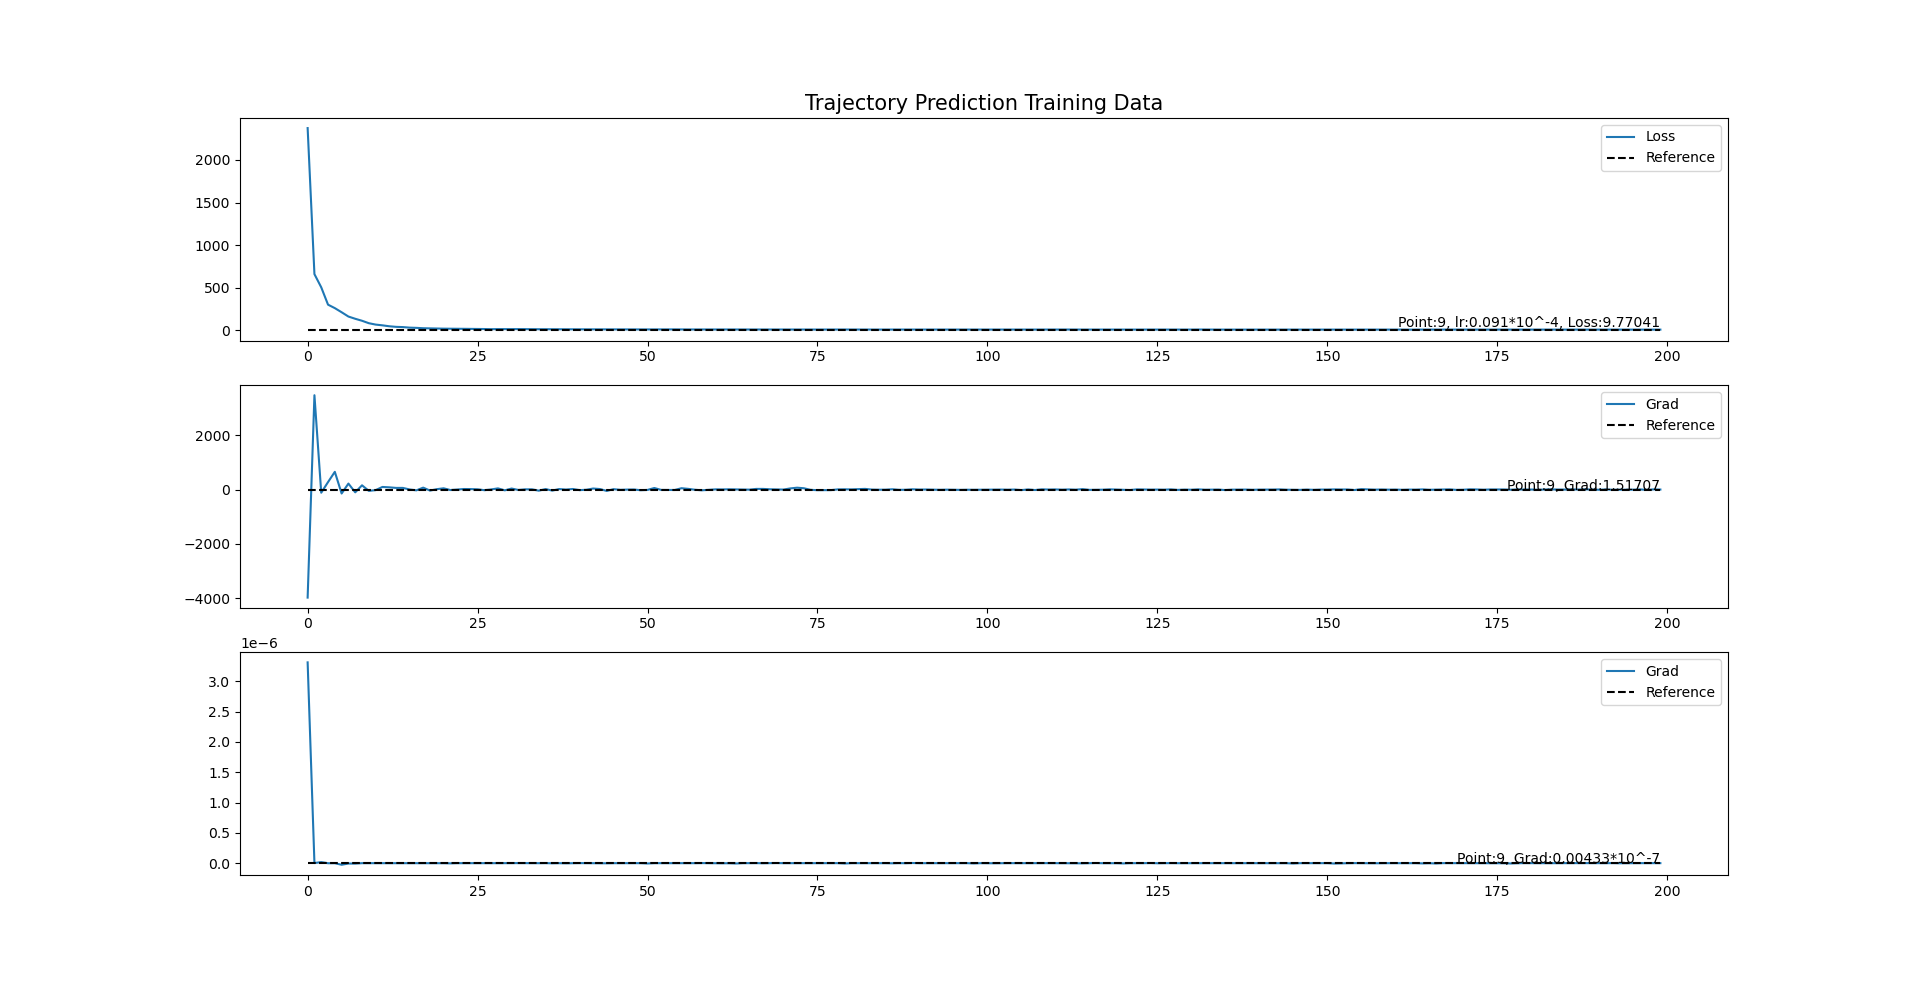 Trajectory Prediction Training Data
2000
1500
1000
500
0
Loss
Reference
Point:9, lr:0.091*10^-4, Loss:9.77041
0 25 50 75 100 125 150 175 200
2000
0
−2000
−4000
Grad
Reference
Point:9, Grad:1.51707
0 25 50 75 100 125 150 175 200
1e−6
3.0
2.5
2.0
1.5
1.0
0.5
0.0
Grad
Reference
Point:9, Grad:0.00433*10^-7
0 25 50 75 100 125 150 175 200